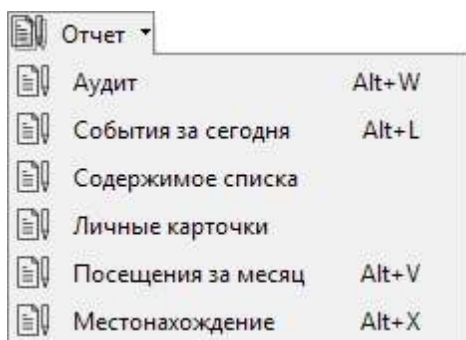 Отчет
Аудит Alt+W
События за сегодня Alt+L
Содержимое списка
Личные карточки
Посещения за месяц Alt+V
Местонахождение Alt+X